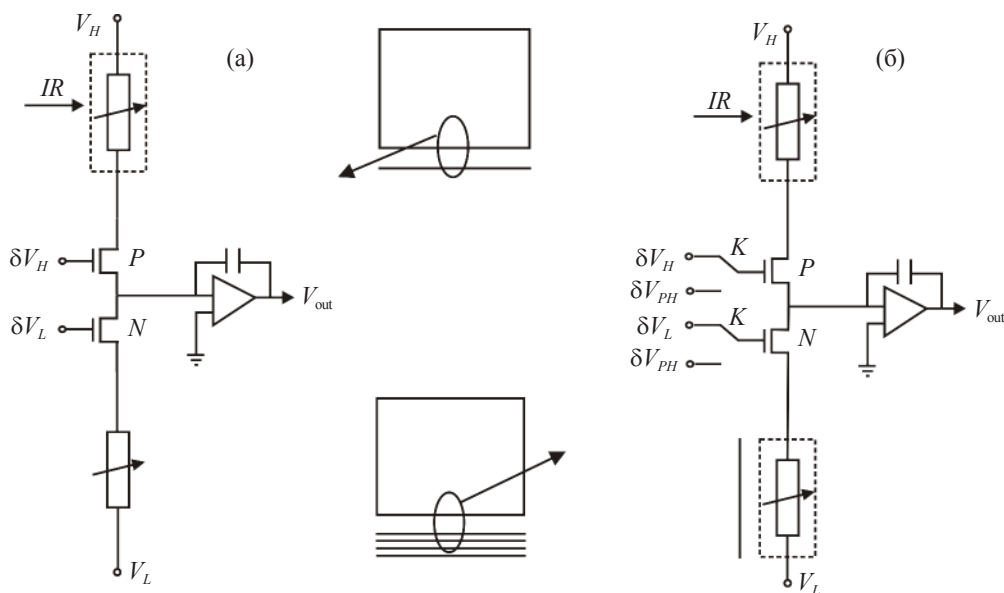 V_H
(а)
IR
δV_H
P
V_out
δV_L
N
V_L
V_H
(б)
IR
δV_H
K
P
δV_PH
V_out
δV_L
K
N
δV_PH
V_L